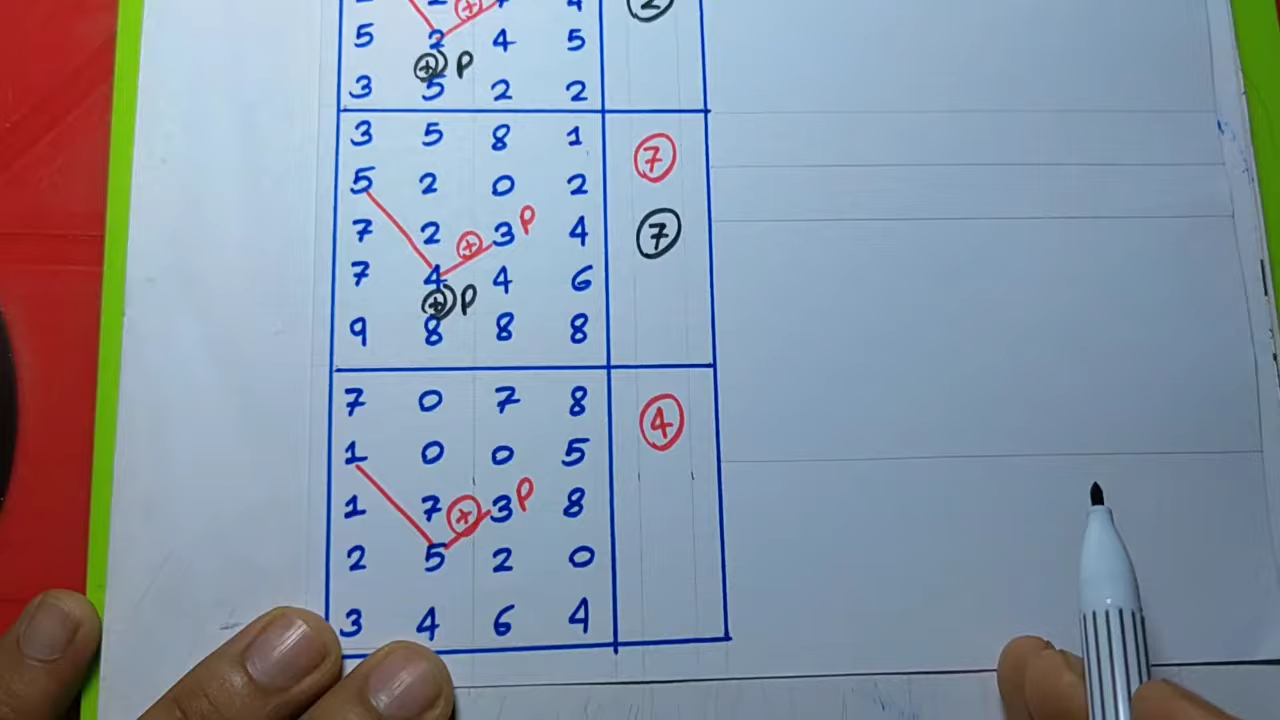 2
5 2 4 5
⊕ P
3 5 2 2
3 5 8 1 7
5 2 0 2
7 2 ⊕ 3 P 4 7
7 4 4 6
⊕ P
9 8 8 8
7 0 7 8 4
1 0 0 5
1 7 ⊕ 3 P 8
2 5 2 0
3 4 6 4